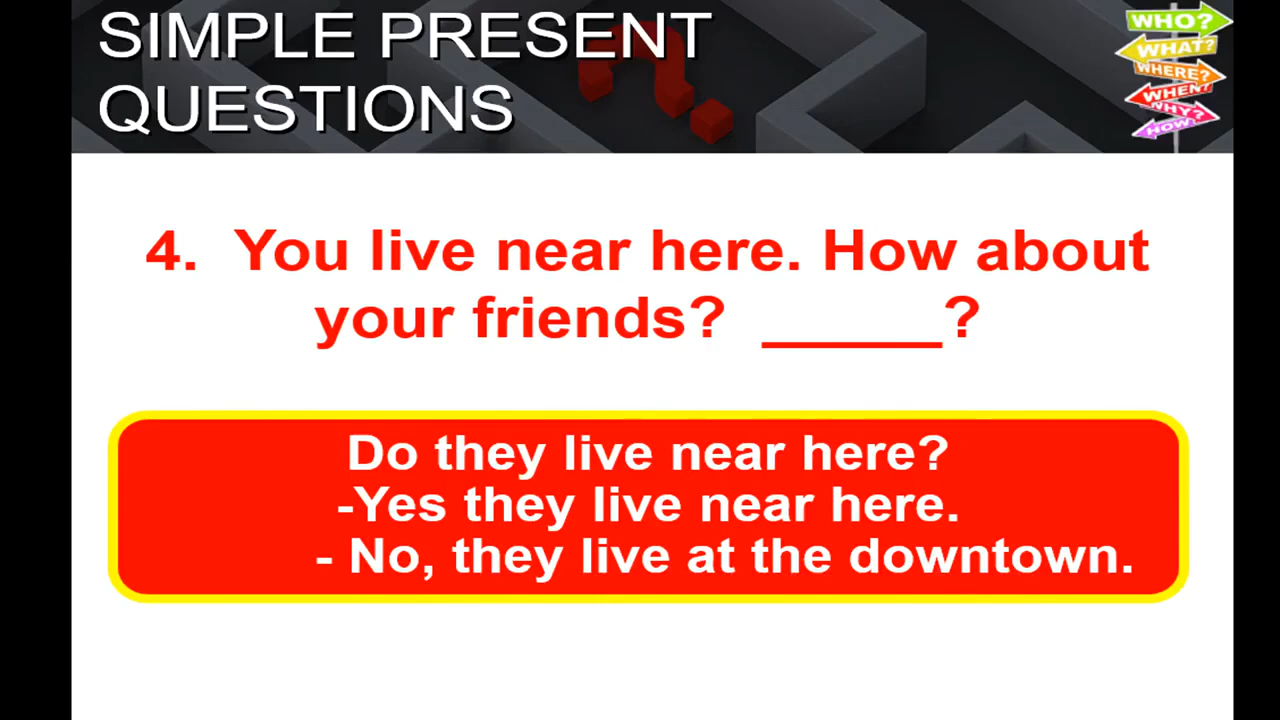 SIMPLE PRESENT
QUESTIONS
WHO?
WHAT?
WHERE?
WHEN?
WHY?
HOW
4. You live near here. How about
your friends? _____?
Do they live near here?
-Yes they live near here.
- No, they live at the downtown.